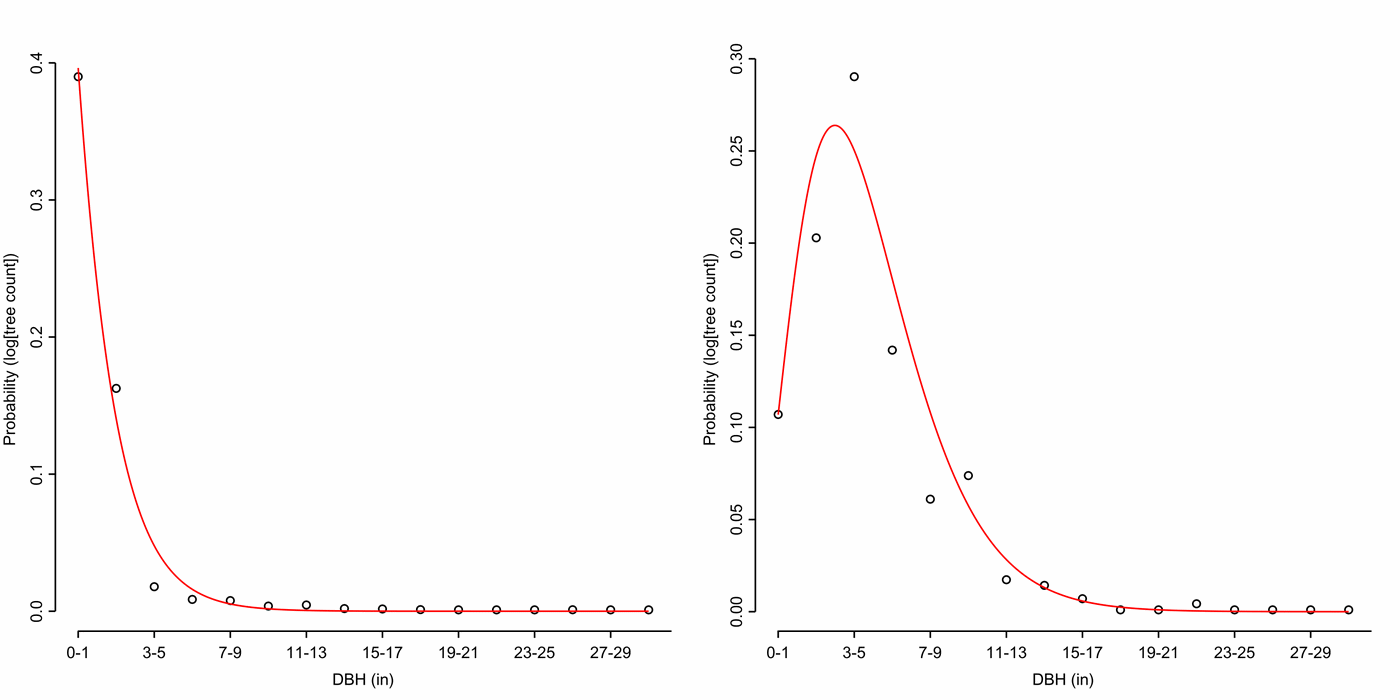 Probability (log[tree count])
0.4
0.3
0.2
0.1
0.0
0-1 3-5 7-9 11-13 15-17 19-21 23-25 27-29
DBH (in)
Probability (log[tree count])
0.30
0.25
0.20
0.15
0.10
0.05
0.00
0-1 3-5 7-9 11-13 15-17 19-21 23-25 27-29
DBH (in)